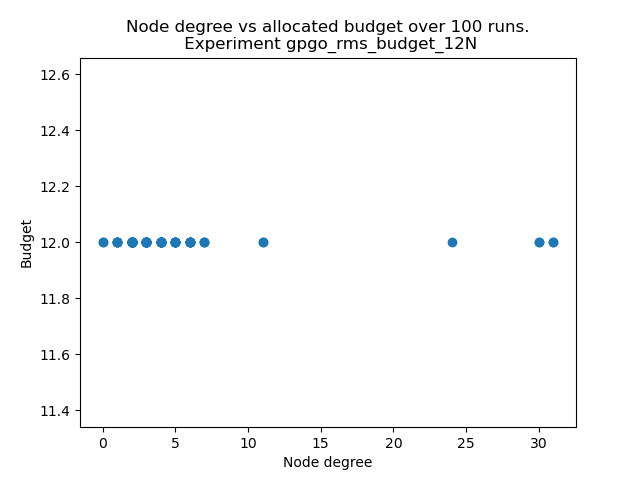 Node degree vs allocated budget over 100 runs.
Experiment gpgo_rms_budget_12N
12.6
12.4
12.2
12.0
11.8
11.6
11.4
Budget
0 5 10 15 20 25 30
Node degree